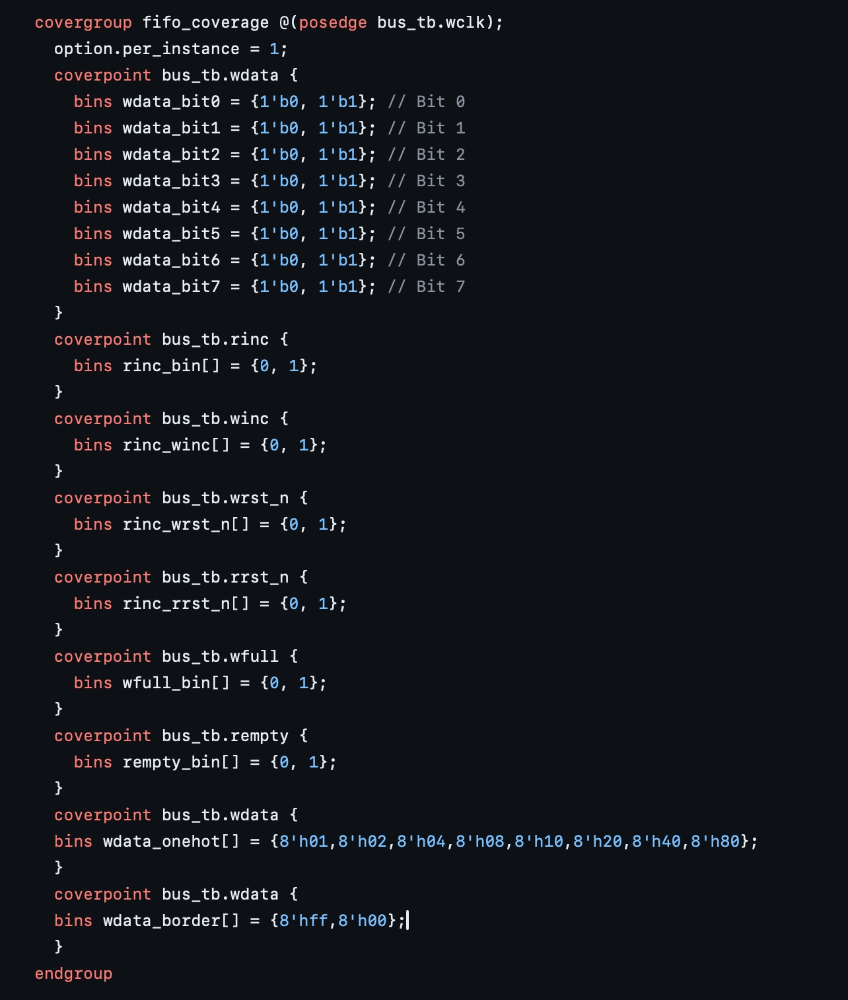 covergroup fifo_coverage @(posedge bus_tb.wclk);
  option.per_instance = 1;
  coverpoint bus_tb.wdata {
    bins wdata_bit0 = {1'b0, 1'b1}; // Bit 0
    bins wdata_bit1 = {1'b0, 1'b1}; // Bit 1
    bins wdata_bit2 = {1'b0, 1'b1}; // Bit 2
    bins wdata_bit3 = {1'b0, 1'b1}; // Bit 3
    bins wdata_bit4 = {1'b0, 1'b1}; // Bit 4
    bins wdata_bit5 = {1'b0, 1'b1}; // Bit 5
    bins wdata_bit6 = {1'b0, 1'b1}; // Bit 6
    bins wdata_bit7 = {1'b0, 1'b1}; // Bit 7
  }
  coverpoint bus_tb.rinc {
    bins rinc_bin[] = {0, 1};
  }
  coverpoint bus_tb.winc {
    bins rinc_winc[] = {0, 1};
  }
  coverpoint bus_tb.wrst_n {
    bins rinc_wrst_n[] = {0, 1};
  }
  coverpoint bus_tb.rrst_n {
    bins rinc_rrst_n[] = {0, 1};
  }
  coverpoint bus_tb.wfull {
    bins wfull_bin[] = {0, 1};
  }
  coverpoint bus_tb.rempty {
    bins rempty_bin[] = {0, 1};
  }
  coverpoint bus_tb.wdata {
  bins wdata_onehot[] = {8'h01,8'h02,8'h04,8'h08,8'h10,8'h20,8'h40,8'h80};
  }
  coverpoint bus_tb.wdata {
  bins wdata_border[] = {8'hff,8'h00};
  }
endgroup